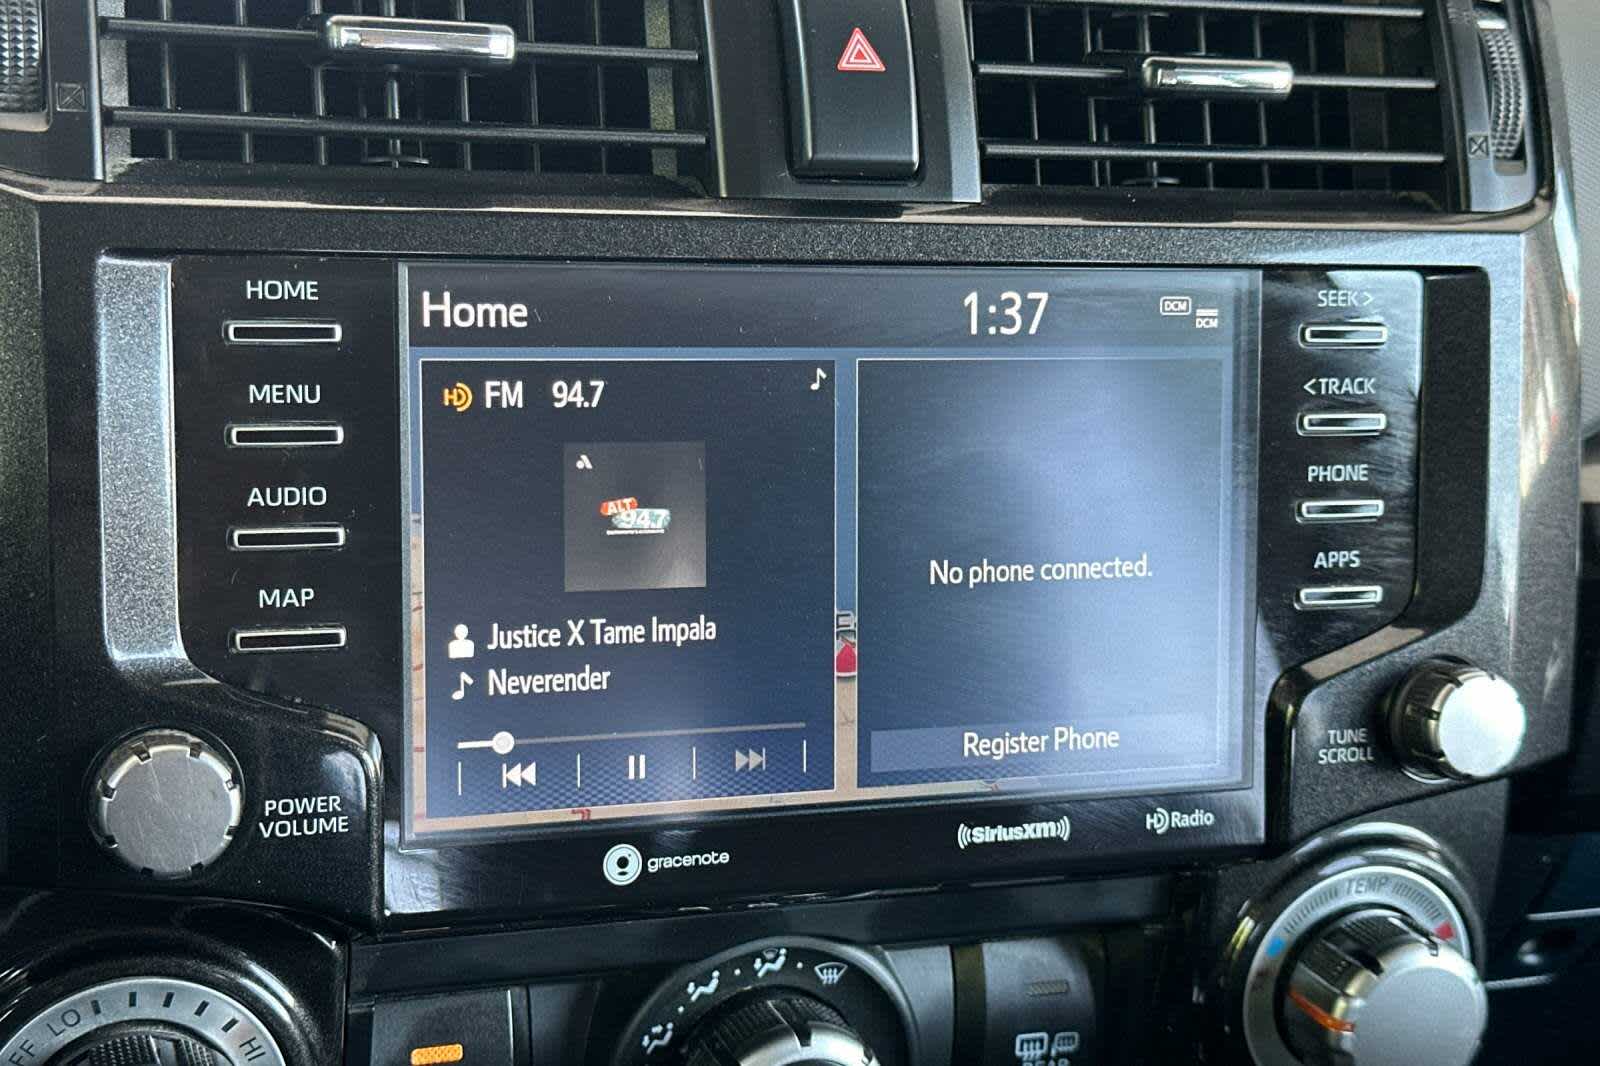 HOME
MENU
AUDIO
MAP
POWER
VOLUME
Home
1:37
DCM
DCM
HD FM 94.7
ALT
94.7
Justice X Tame Impala
Neverender
No phone connected.
Register Phone
SEEK >
< TRACK
PHONE
APPS
TUNE
SCROLL
gracenote
((SiriusXM))
HD Radio
TEMP
LO
HI
REAR